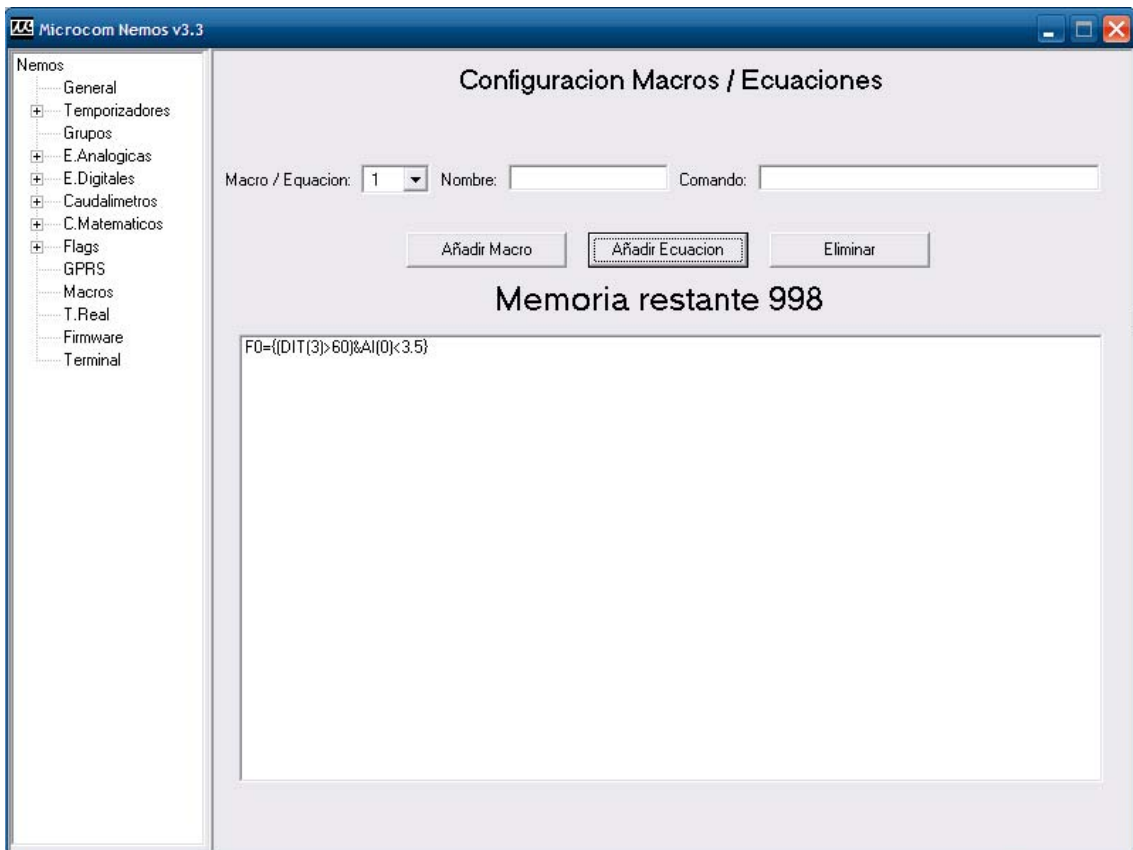 Microcom Nemos v3.3
Nemos
General
Temporizadores
Grupos
E.Analogicas
E.Digitales
Caudalimetros
C.Matematicos
Flags
GPRS
Macros
T.Real
Firmware
Terminal
Configuracion Macros / Ecuaciones
Macro / Equacion: 1 Nombre: Comando:
Añadir Macro Añadir Ecuacion Eliminar
Memoria restante 998
F0={(DIT(3)>60)&AI(0)<3.5}